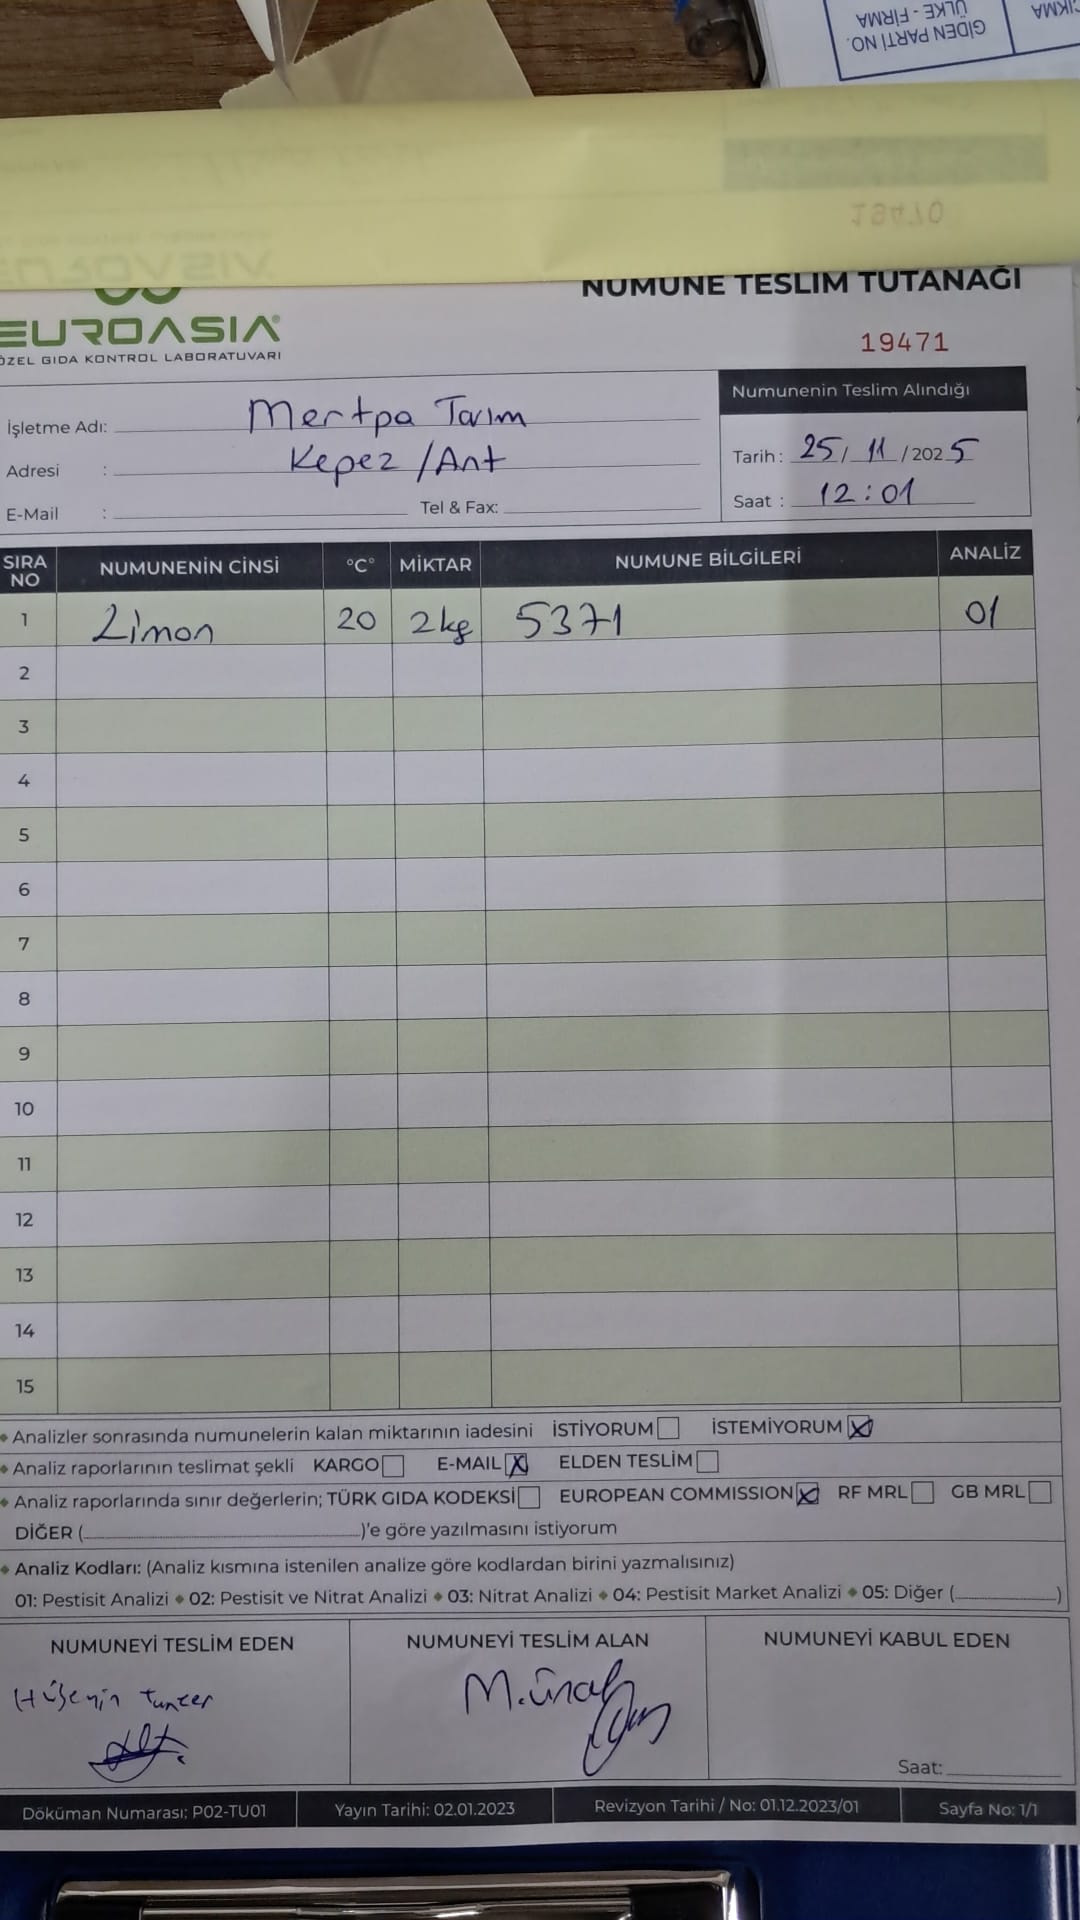 GİDEN PARTİ NO.
ÜLKE - FİRMA
19470
NUMUNE TESLİM TUTANAĞI
EUROASIA
ÖZEL GIDA KONTROL LABORATUVARI
19471
İşletme Adı: Mertpa Tarım
Adresi : Kepez /Ant
E-Mail : Tel & Fax:
Numunenin Teslim Alındığı
Tarih: 25/ 11 /2025
Saat : 12:01
SIRA NO NUMUNENİN CİNSİ °C° MİKTAR NUMUNE BİLGİLERİ ANALİZ
1 Limon 20 2kg 5371 01
2
3
4
5
6
7
8
9
10
11
12
13
14
15
Analizler sonrasında numunelerin kalan miktarının iadesini İSTİYORUM İSTEMİYORUM X
Analiz raporlarının teslimat şekli KARGO E-MAIL X ELDEN TESLİM
Analiz raporlarında sınır değerlerin; TÜRK GIDA KODEKSİ EUROPEAN COMMISSION X RF MRL GB MRL
DİĞER ( )'e göre yazılmasını istiyorum
Analiz Kodları: (Analiz kısmına istenilen analize göre kodlardan birini yazmalısınız)
01: Pestisit Analizi 02: Pestisit ve Nitrat Analizi 03: Nitrat Analizi 04: Pestisit Market Analizi 05: Diğer ( )
NUMUNEYİ TESLİM EDEN NUMUNEYİ TESLİM ALAN NUMUNEYİ KABUL EDEN
Hüseyin Tuncer
M. Ünal
Saat:
Döküman Numarası; P02-TU01 Yayın Tarihi: 02.01.2023 Revizyon Tarihi / No: 01.12.2023/01 Sayfa No: 1/1